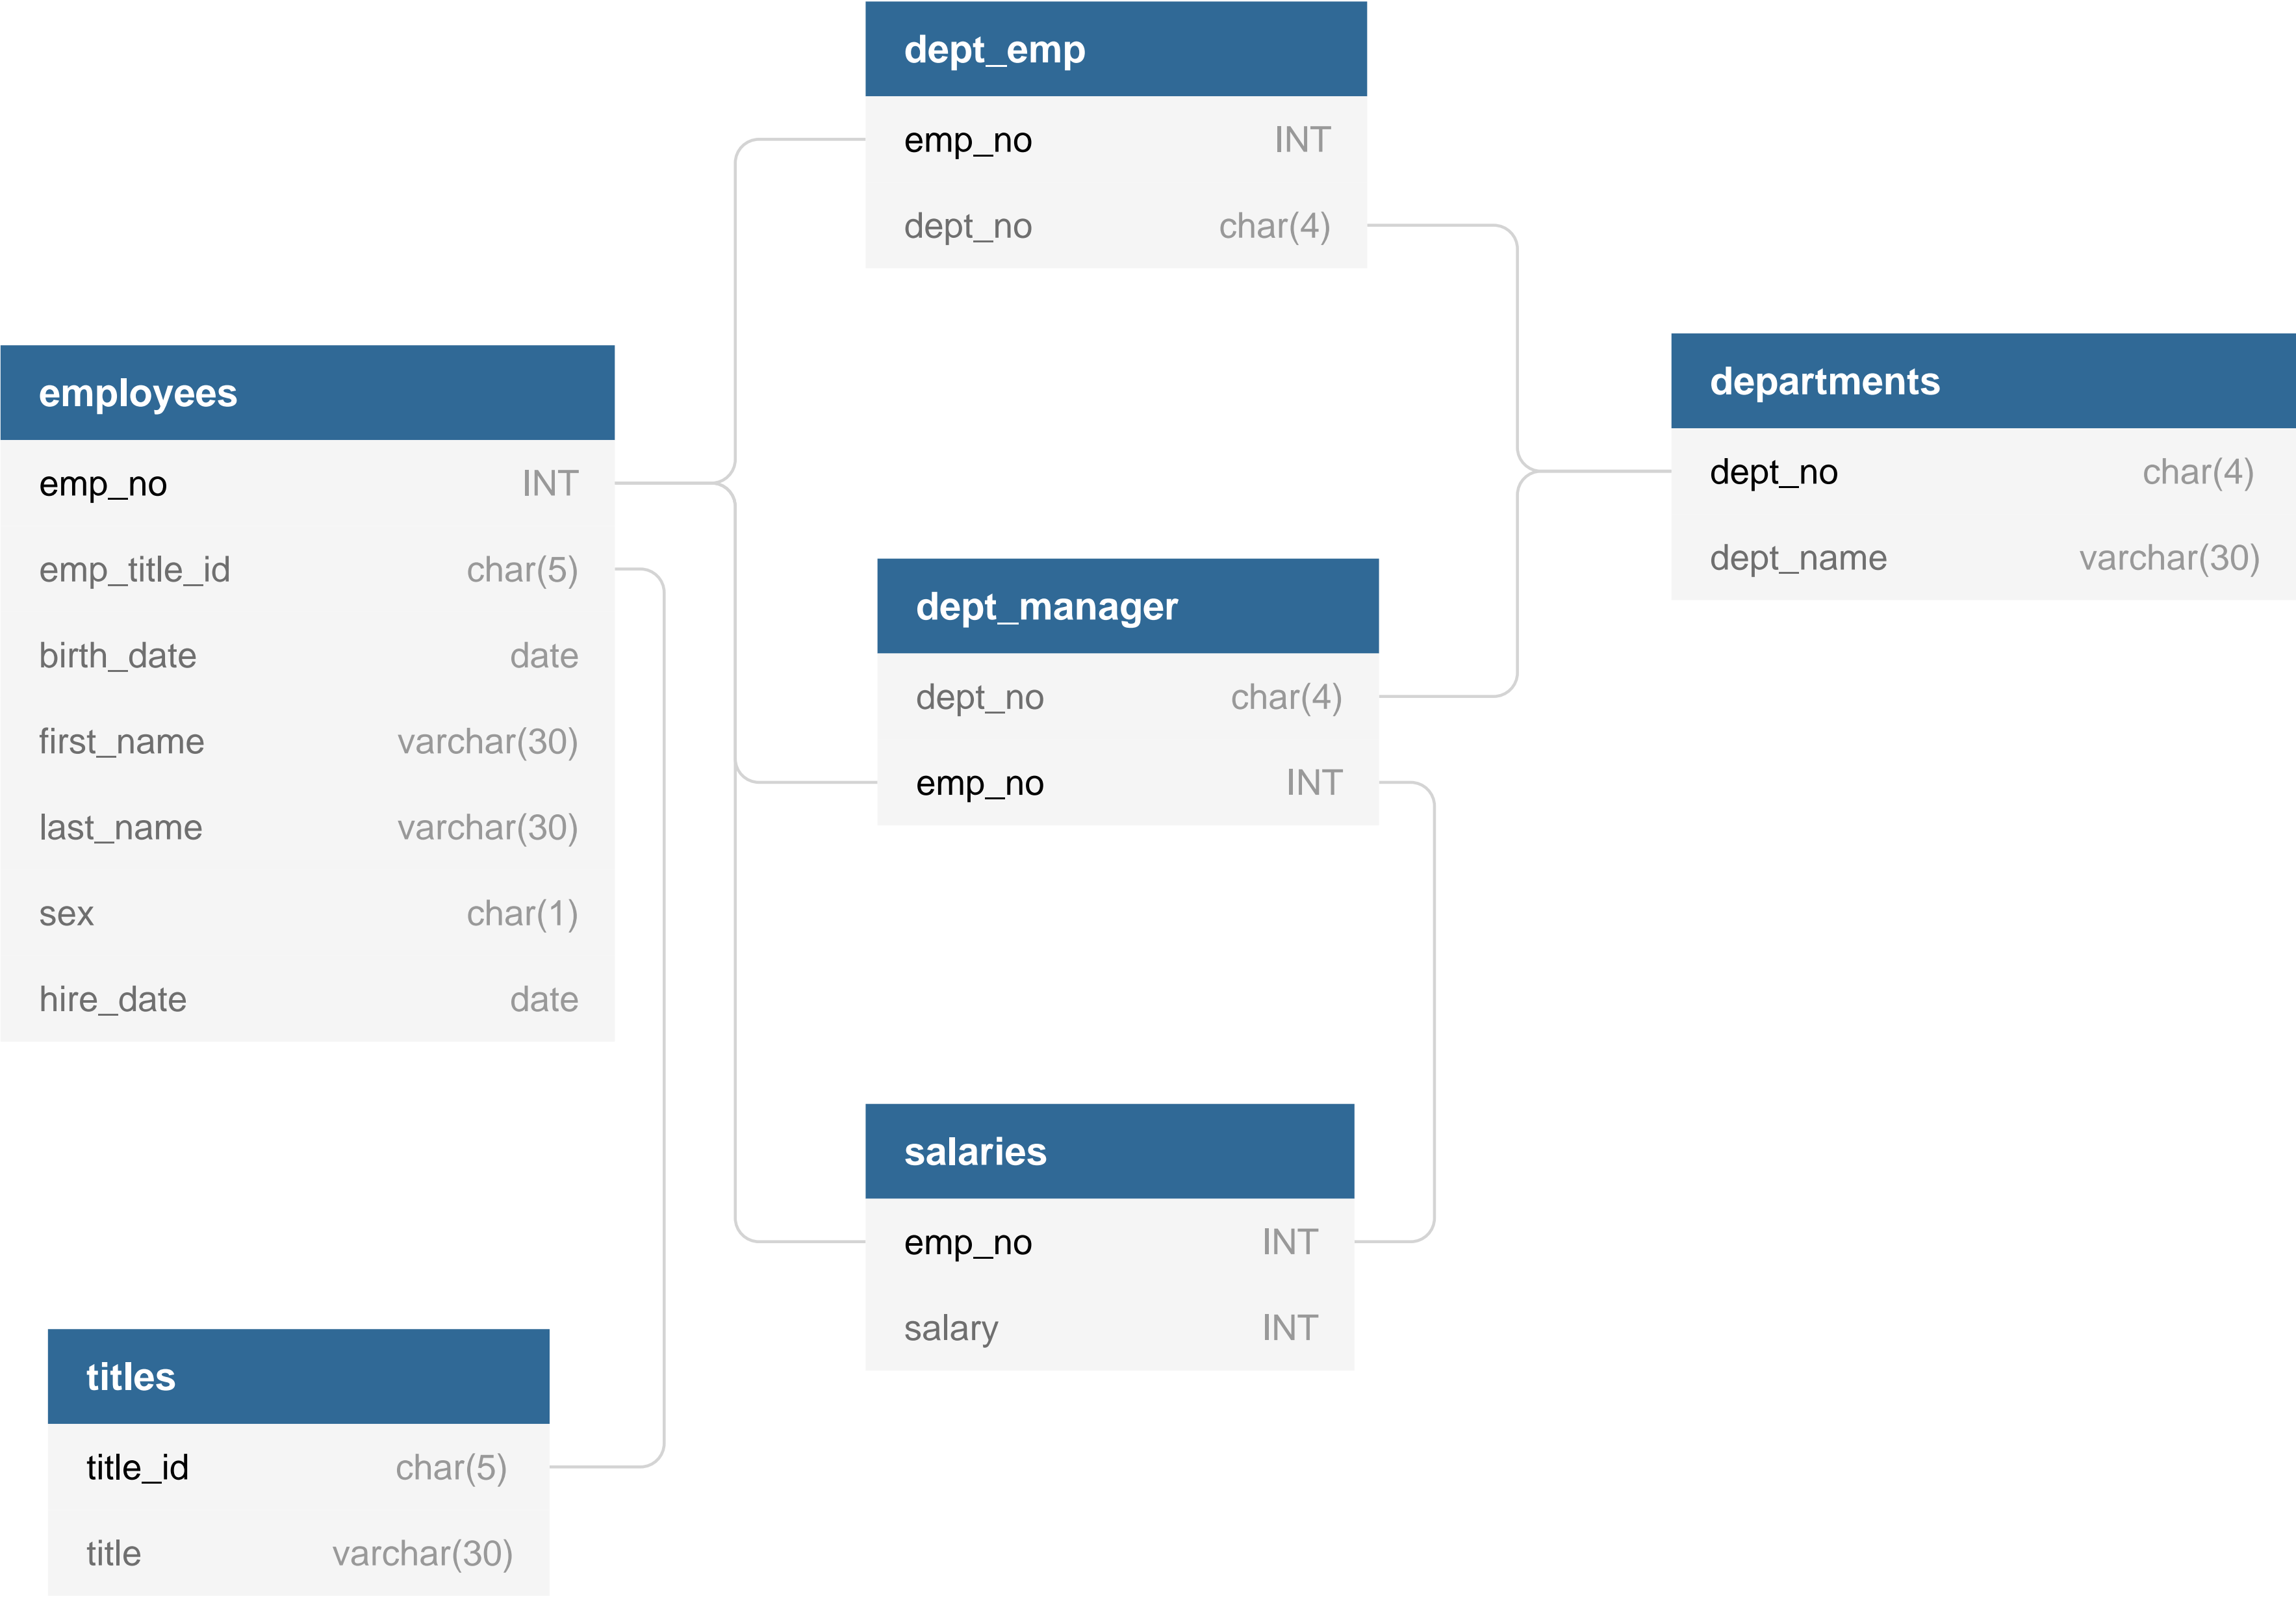 dept_emp
emp_no INT
dept_no char(4)
employees
emp_no INT
emp_title_id char(5)
birth_date date
first_name varchar(30)
last_name varchar(30)
sex char(1)
hire_date date
departments
dept_no char(4)
dept_name varchar(30)
dept_manager
dept_no char(4)
emp_no INT
salaries
emp_no INT
salary INT
titles
title_id char(5)
title varchar(30)